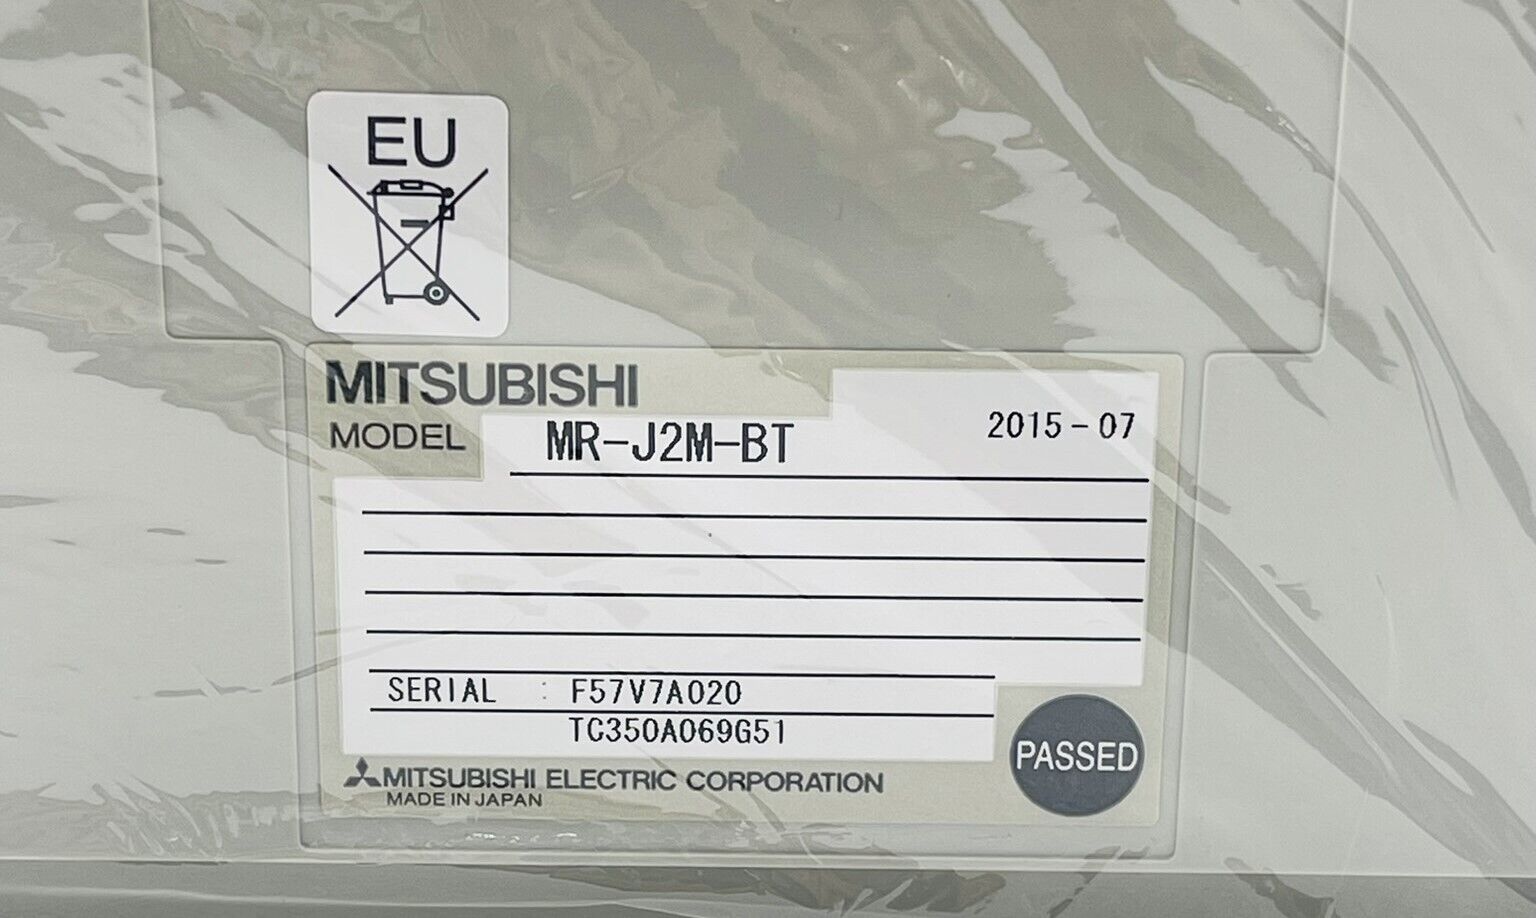 EU
MITSUBISHI
MODEL MR-J2M-BT 2015-07
SERIAL : F57V7A020
TC350A069G51
PASSED
MITSUBISHI ELECTRIC CORPORATION
MADE IN JAPAN